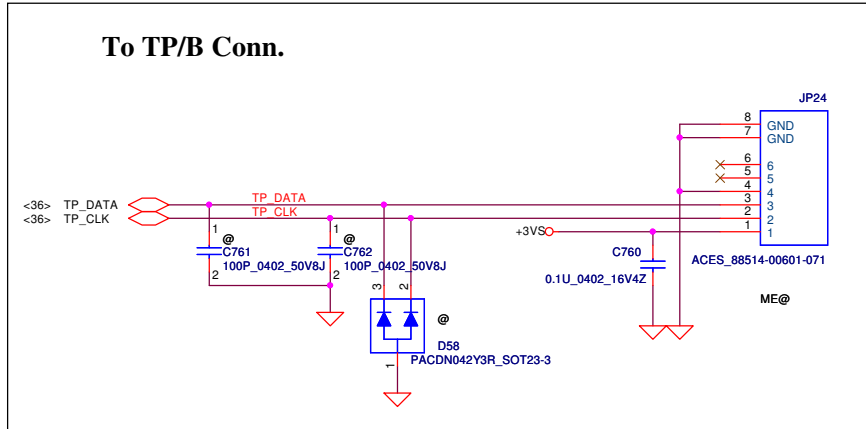 To TP/B Conn.
JP24
8 GND
7 GND
6 6
5 5
4 4
3 3
2 2
1 1
<36> TP_DATA TP_DATA
<36> TP_CLK TP_CLK
+3VS
1 @
C761
100P_0402_50V8J
2
1 @
C762
100P_0402_50V8J
2
C760
0.1U_0402_16V4Z
ACES_88514-00601-071
ME@
3 2
@
D58
PACDN042Y3R_SOT23-3
1